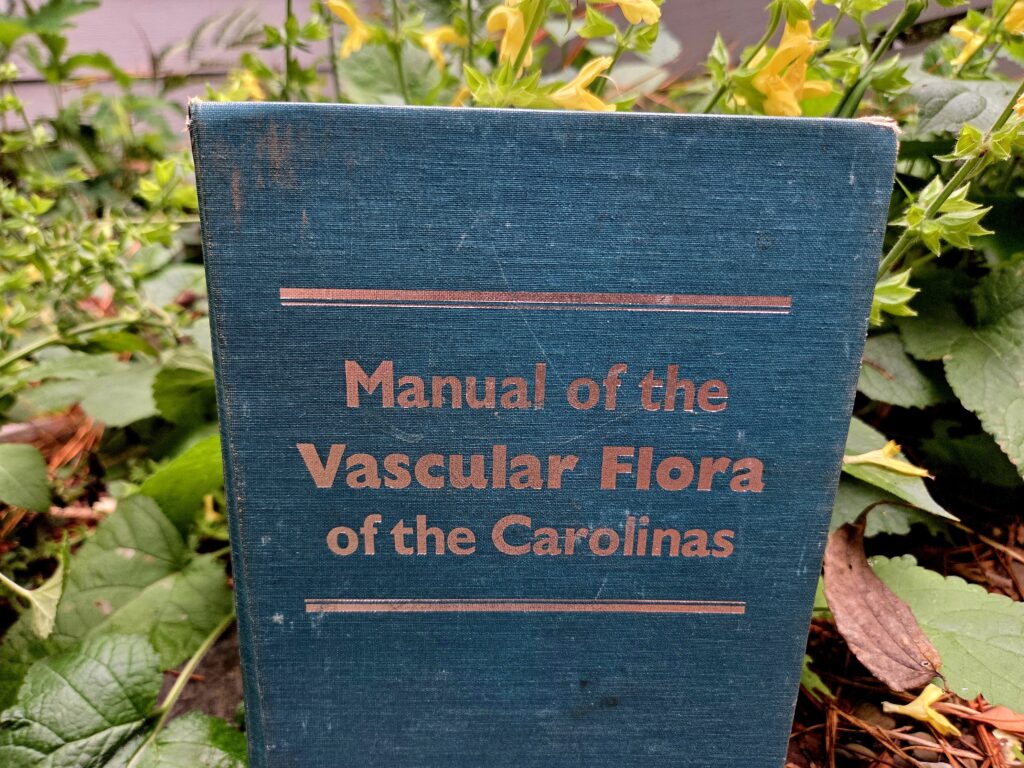 Manual of the
Vascular Flora
of the Carolinas